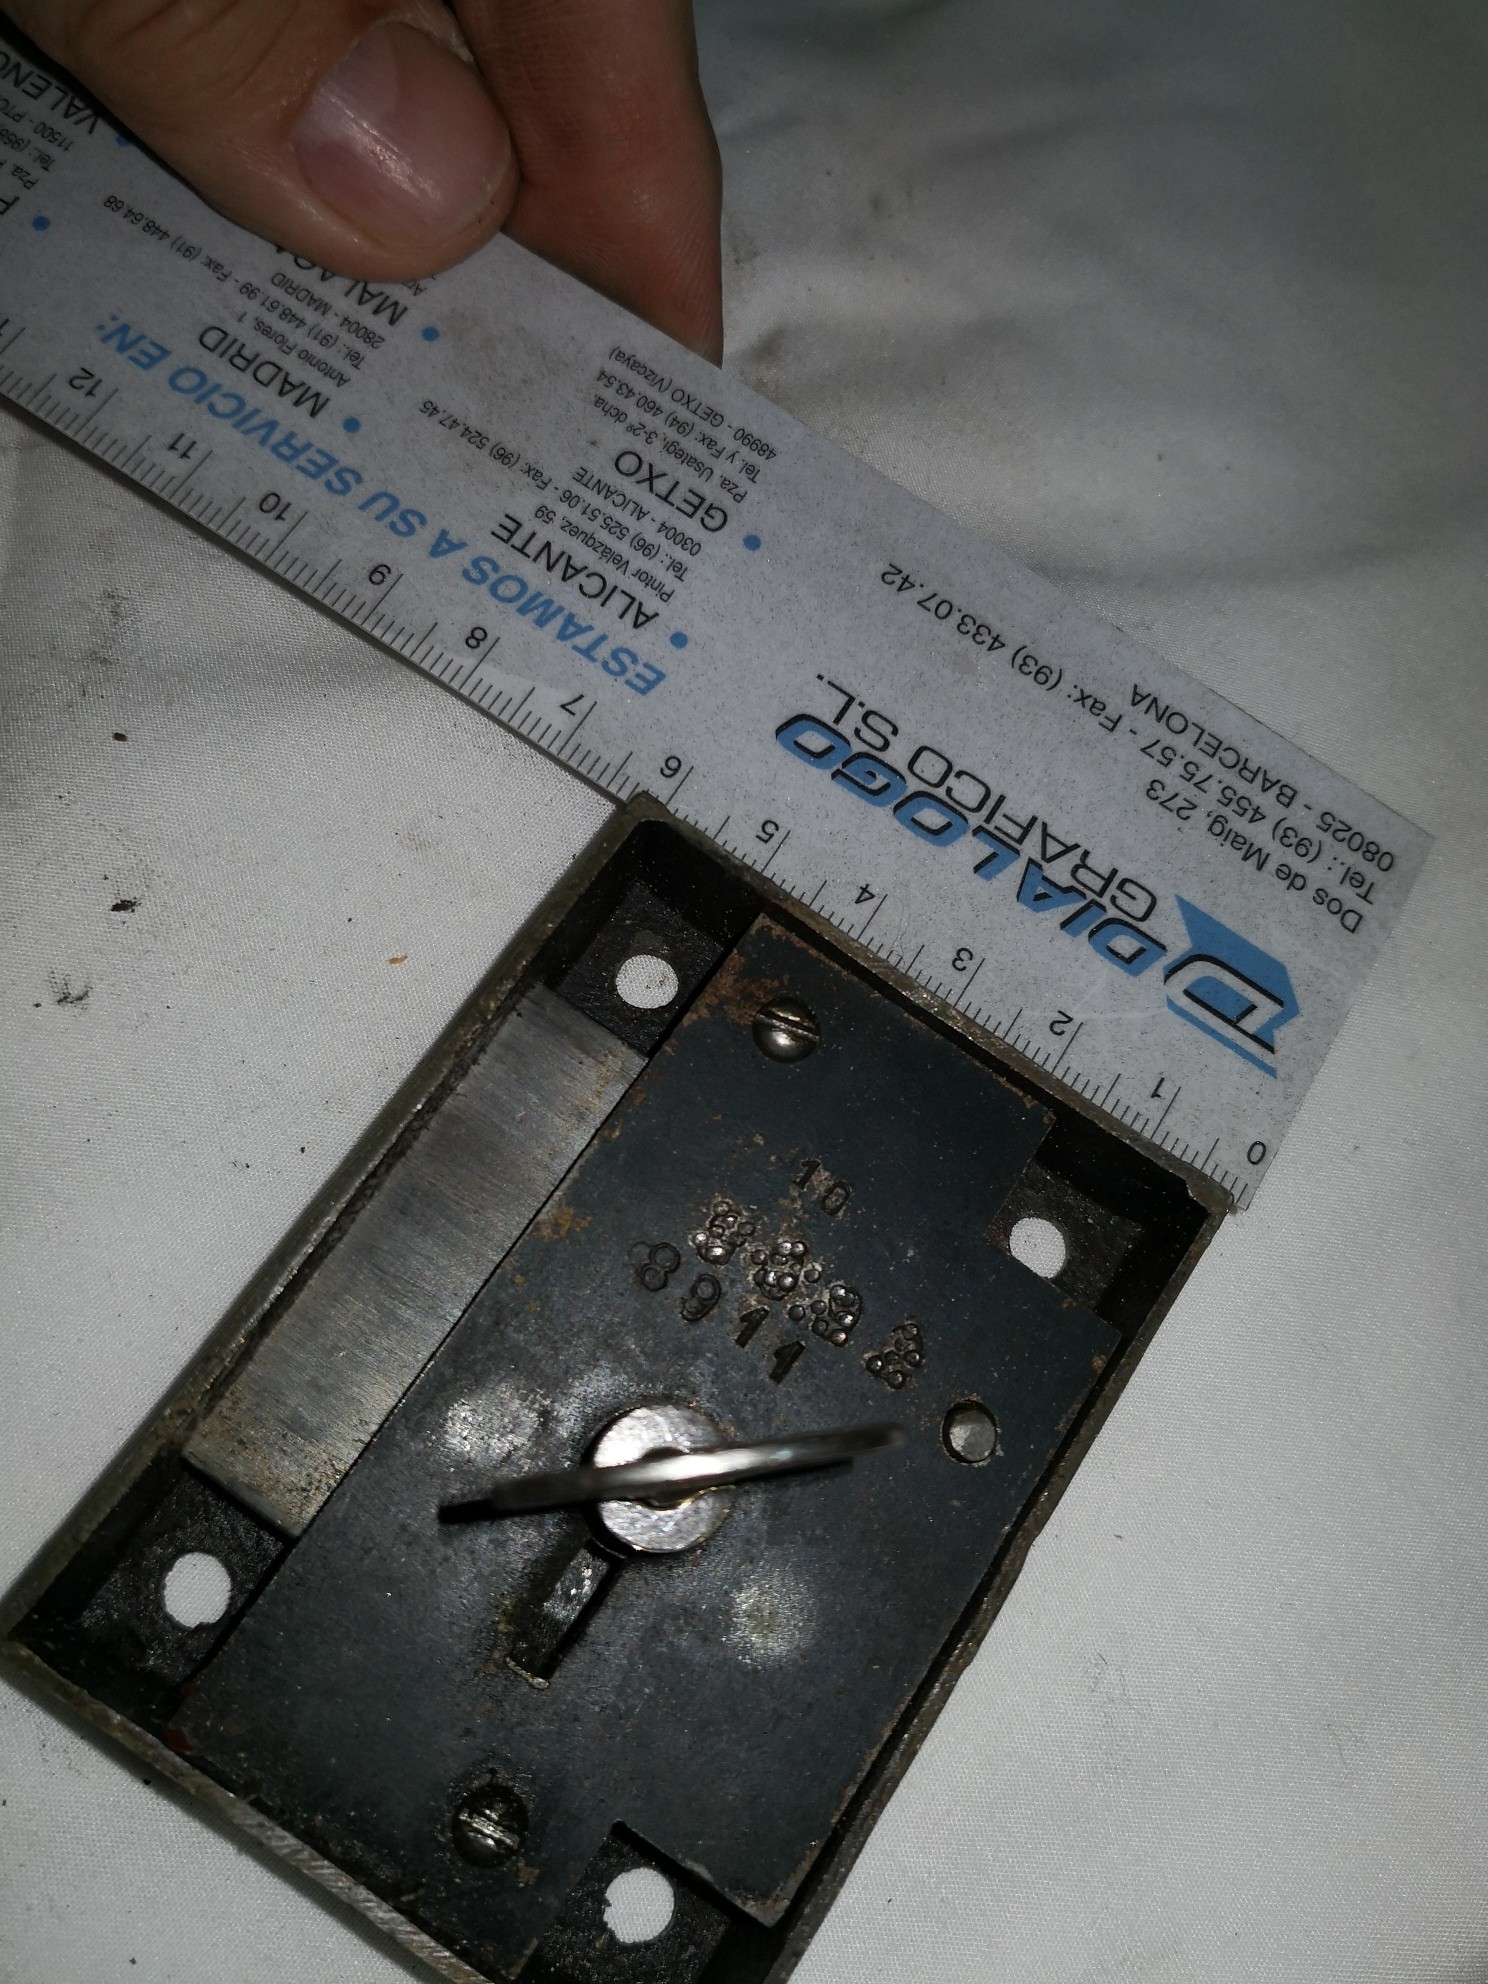 DIALOGO
GRAFICO S.L.
Dos de Maig, 273
Tel.: (93) 455.75.57 - Fax: (93) 433.07.42
08025 - BARCELONA
ESTAMOS A SU SERVICIO EN:
• ALICANTE
Pintor Velázquez, 59
Tel.: (96) 525.51.06 - Fax: (96) 524.47.45
03004 - ALICANTE
• GETXO
Pza. Usategi, 3-2º dcha.
Tel. y Fax: (94) 460.43.54
48990 - GETXO (Vizcaya)
• MADRID
Antonio Flores, 1
Tel.: (91) 448.61.99 - Fax: (91) 448.64.68
28004 - MADRID
0 1 2 3 4 5 6 7 8 9 10 11 12
10
8911